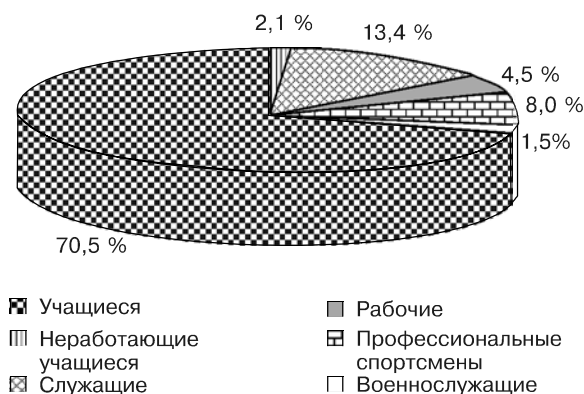 2,1 %
13,4 %
4,5 %
8,0 %
1,5%
70,5 %
Учащиеся
Неработающие
учащиеся
Служащие
Рабочие
Профессиональные
спортсмены
Военнослужащие